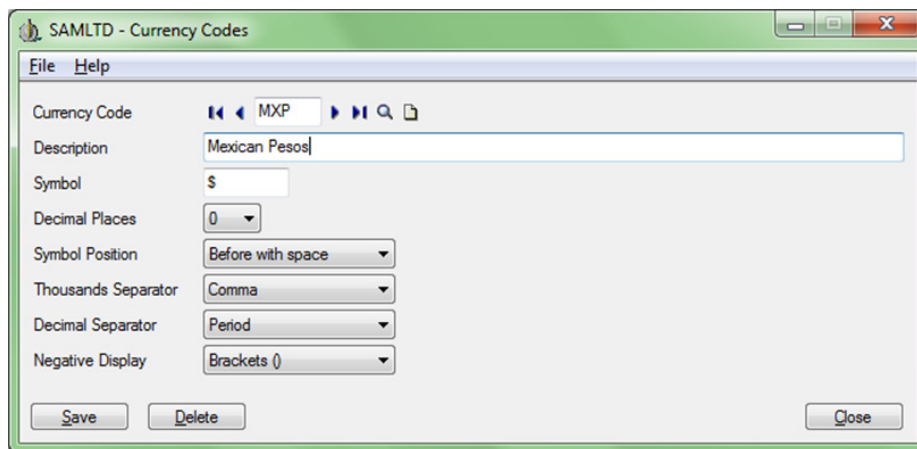 SAMLTD - Currency Codes
File Help
Currency Code MXP
Description Mexican Pesos
Symbol $
Decimal Places 0
Symbol Position Before with space
Thousands Separator Comma
Decimal Separator Period
Negative Display Brackets ()
Save Delete Close